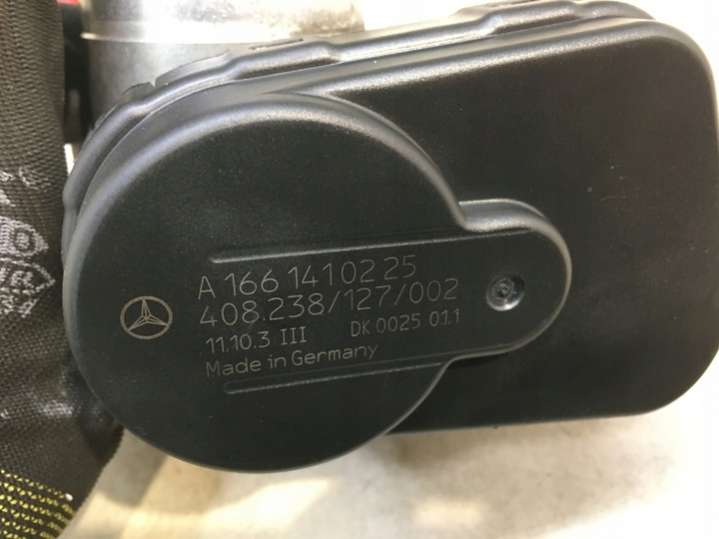 A 166 141 02 25
408.238/127/002
11.10.3 III DK 0025 01.1
Made in Germany